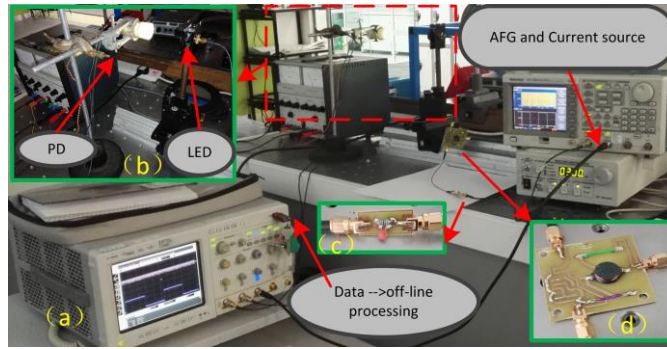 AFG and Current source
PD
LED
(b)
(c)
(a)
Data -->off-line
processing
(d)